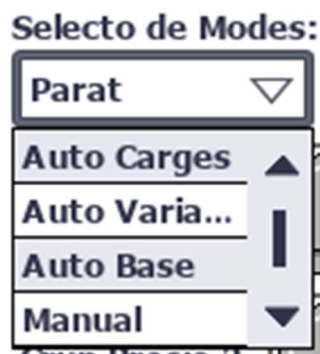 Selecto de Modes:
Parat
Auto Carges
Auto Varia...
Auto Base
Manual